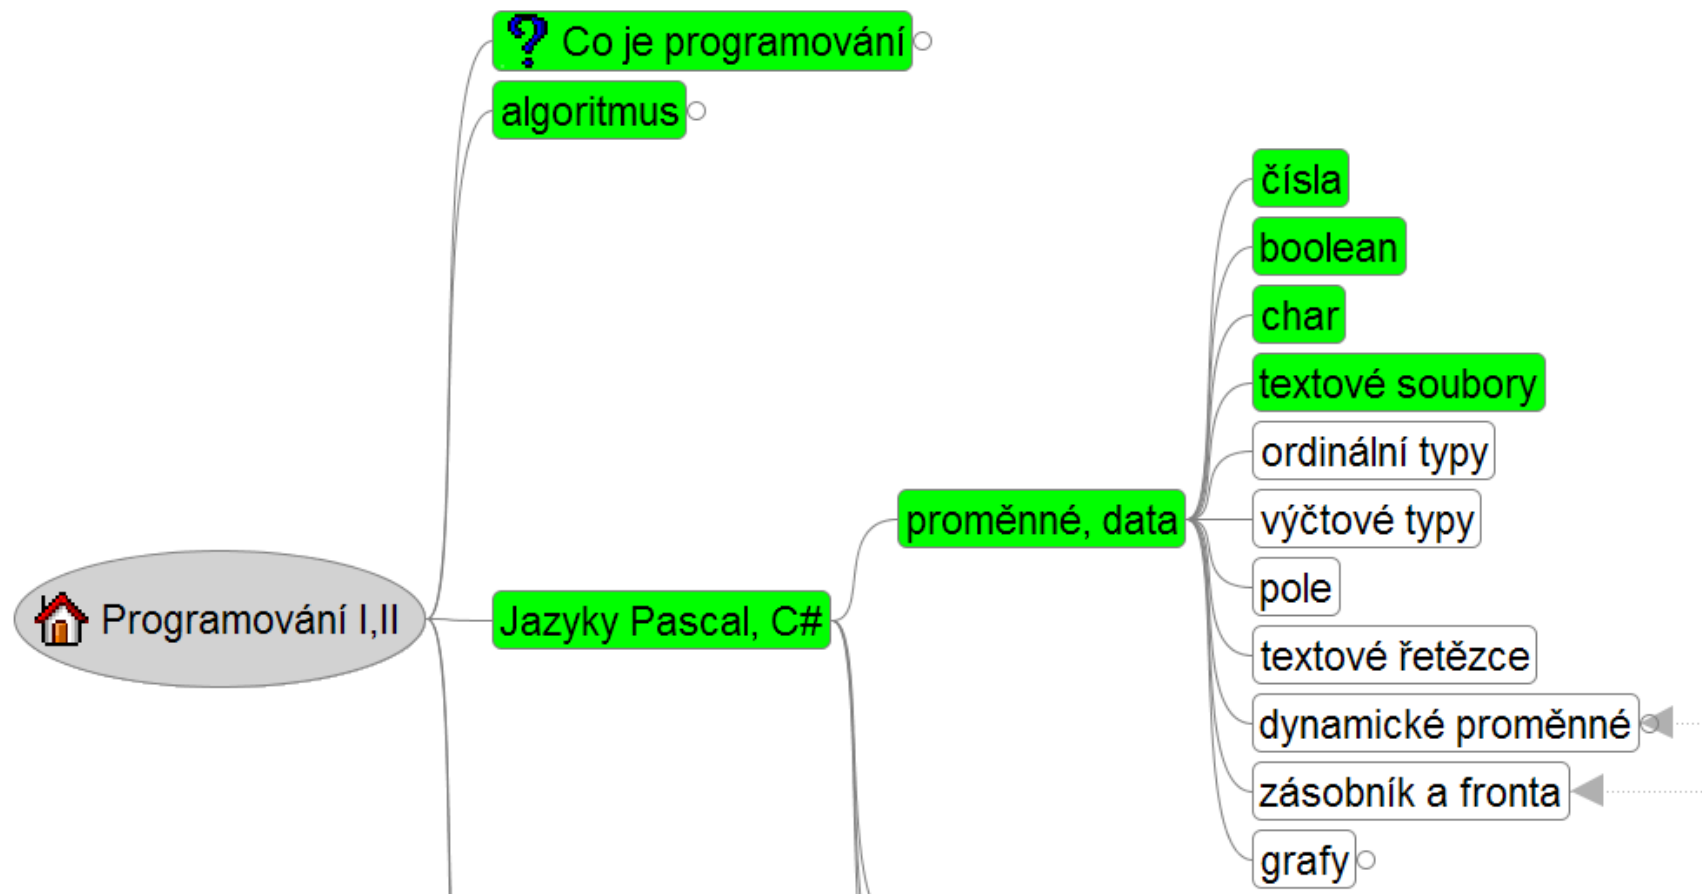 Co je programování
algoritmus
čísla
boolean
char
textové soubory
ordinální typy
proměnné, data
výčtové typy
pole
Programování I,II
Jazyky Pascal, C#
textové řetězce
dynamické proměnné
zásobník a fronta
grafy